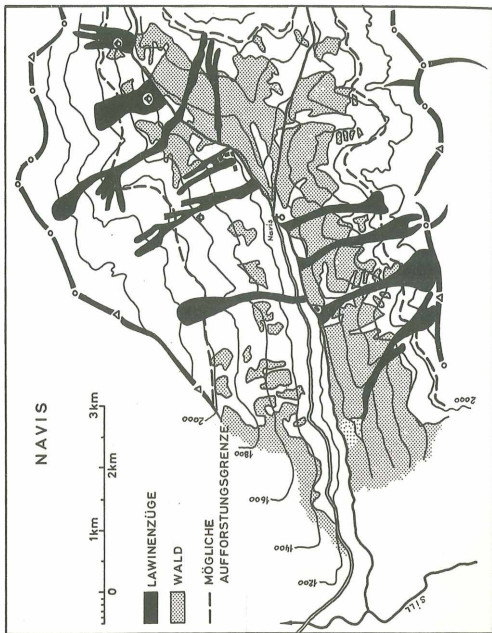 NAVIS
0 1km 2km 3km
LAWINENZÜGE
WALD
MÖGLICHE
AUFFORSTUNGSGRENZE
2000
1800
1600
1400
1200
Navis
2000
Sill